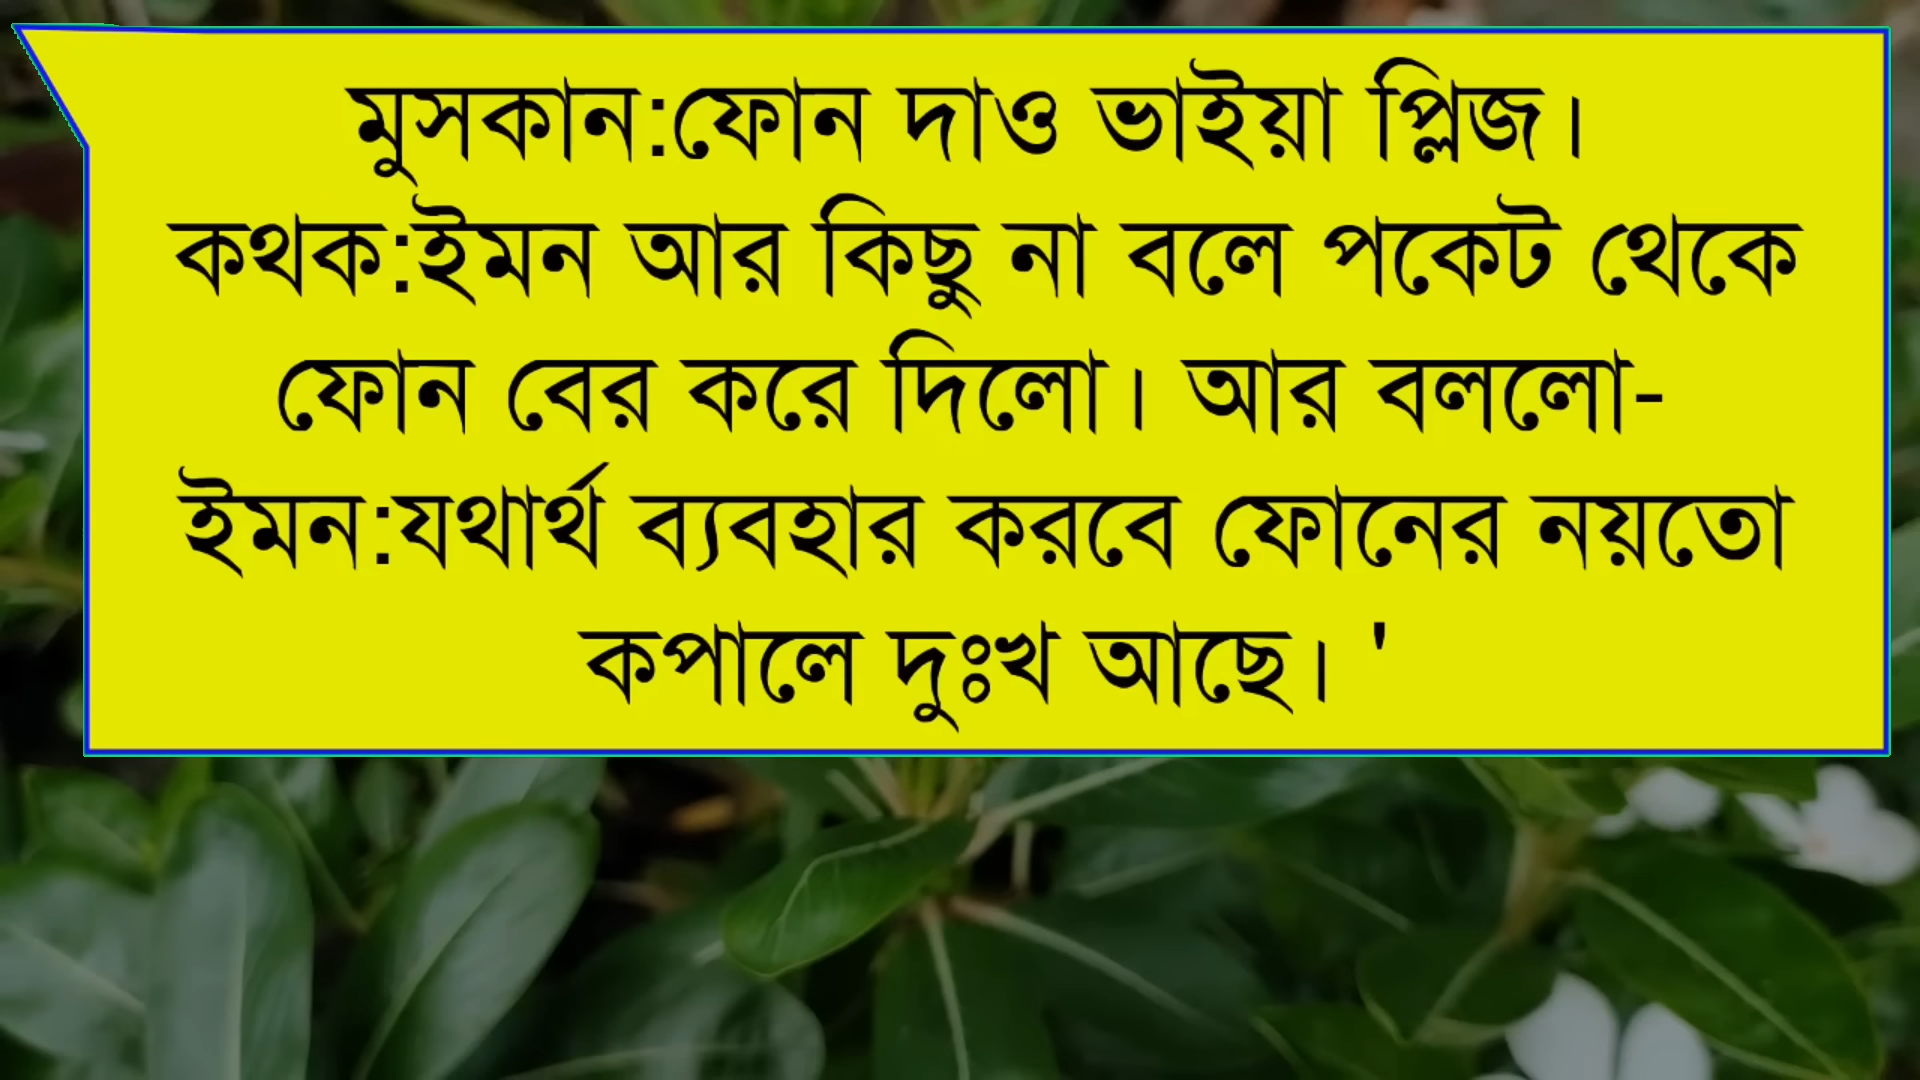 মুসকান:ফোন দাও ভাইয়া প্লিজ।
কথক:ইমন আর কিছু না বলে পকেট থেকে
ফোন বের করে দিলো। আর বললো-
ইমন:যথার্থ ব্যবহার করবে ফোনের নয়তো
কপালে দুঃখ আছে। '